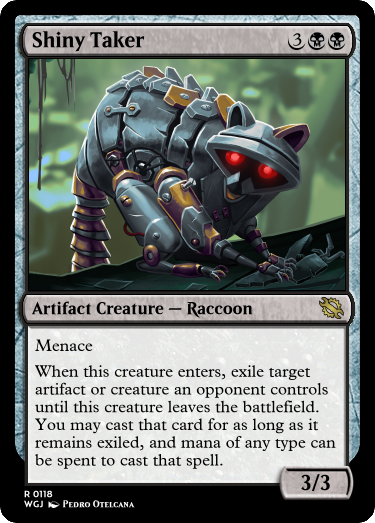 Shiny Taker 3
Artifact Creature — Raccoon
Menace
When this creature enters, exile target
artifact or creature an opponent controls
until this creature leaves the battlefield.
You may cast that card for as long as it
remains exiled, and mana of any type can
be spent to cast that spell.
3/3
R 0118
WGJ Pedro Otelcana